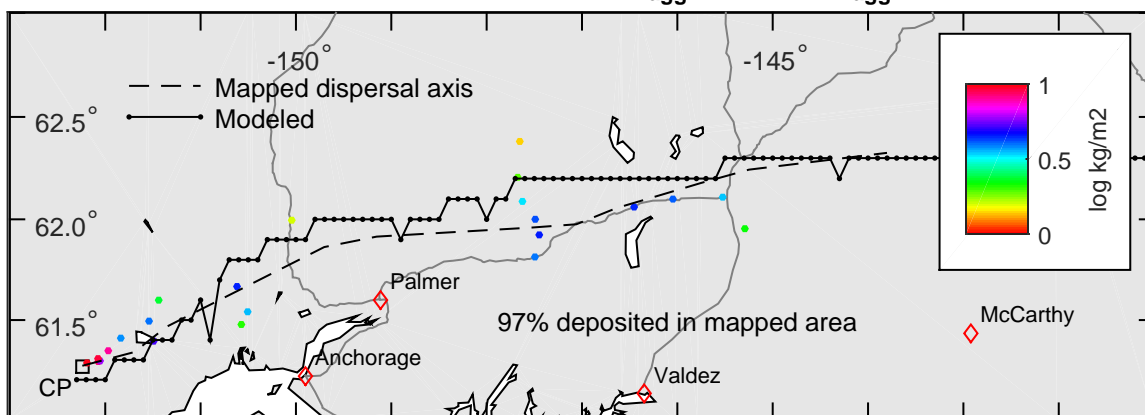 -150°
-145°
Mapped dispersal axis
Modeled
62.5°
62.0°
61.5°
1
0.5
0
log kg/m2
Palmer
97% deposited in mapped area
McCarthy
Anchorage
CP
Valdez